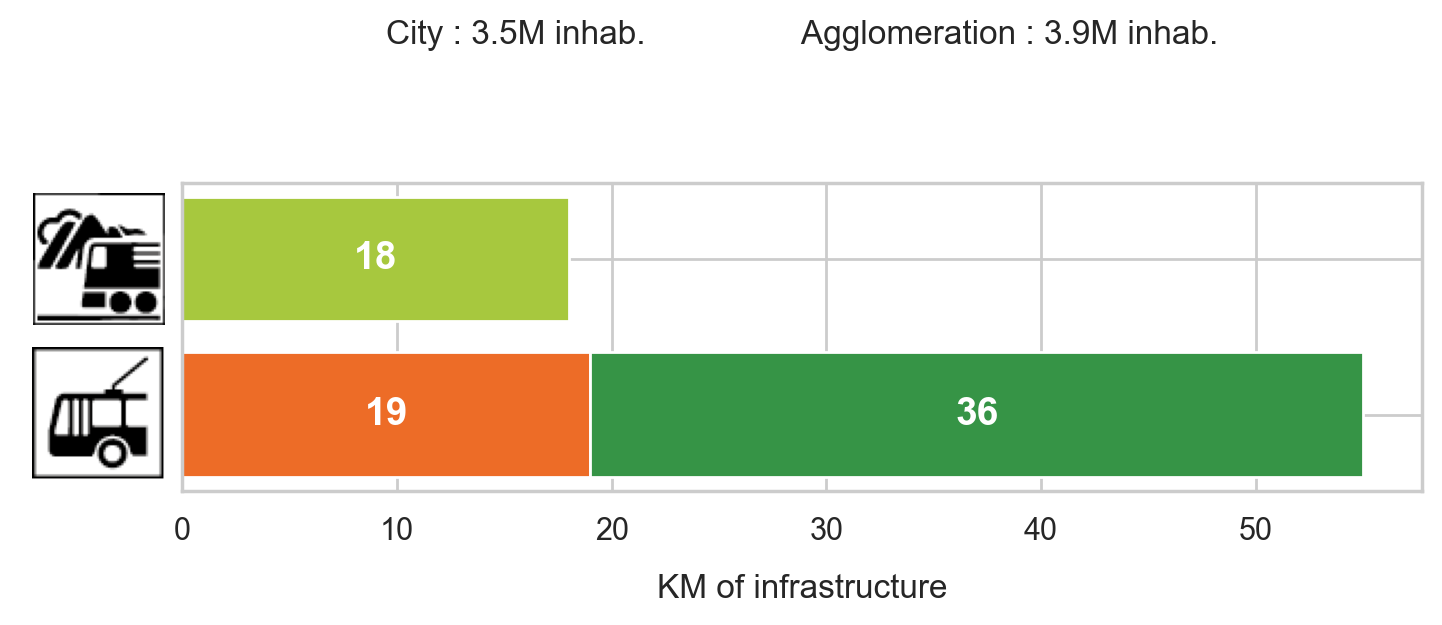 City : 3.5M inhab. Agglomeration : 3.9M inhab.
18
19 36
0 10 20 30 40 50
KM of infrastructure